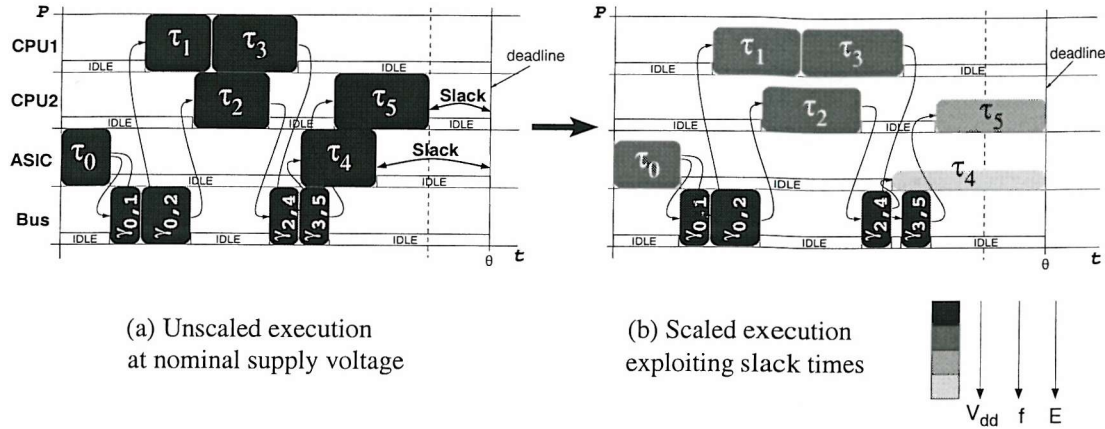 P
CPU1
CPU2
ASIC
Bus
τ1
τ3
IDLE
IDLE
τ2
IDLE
IDLE
τ5
Slack
IDLE
τ0
IDLE
τ4
Slack
IDLE
γ0,1
γ0,2
γ2,4
γ3,5
IDLE
IDLE
IDLE
deadline
θ
t
P
τ1
τ3
IDLE
IDLE
τ2
IDLE
IDLE
τ5
τ0
IDLE
τ4
γ0,1
γ0,2
γ2,4
γ3,5
IDLE
IDLE
IDLE
deadline
θ
t
(a) Unscaled execution
at nominal supply voltage
(b) Scaled execution
exploiting slack times
Vdd f E